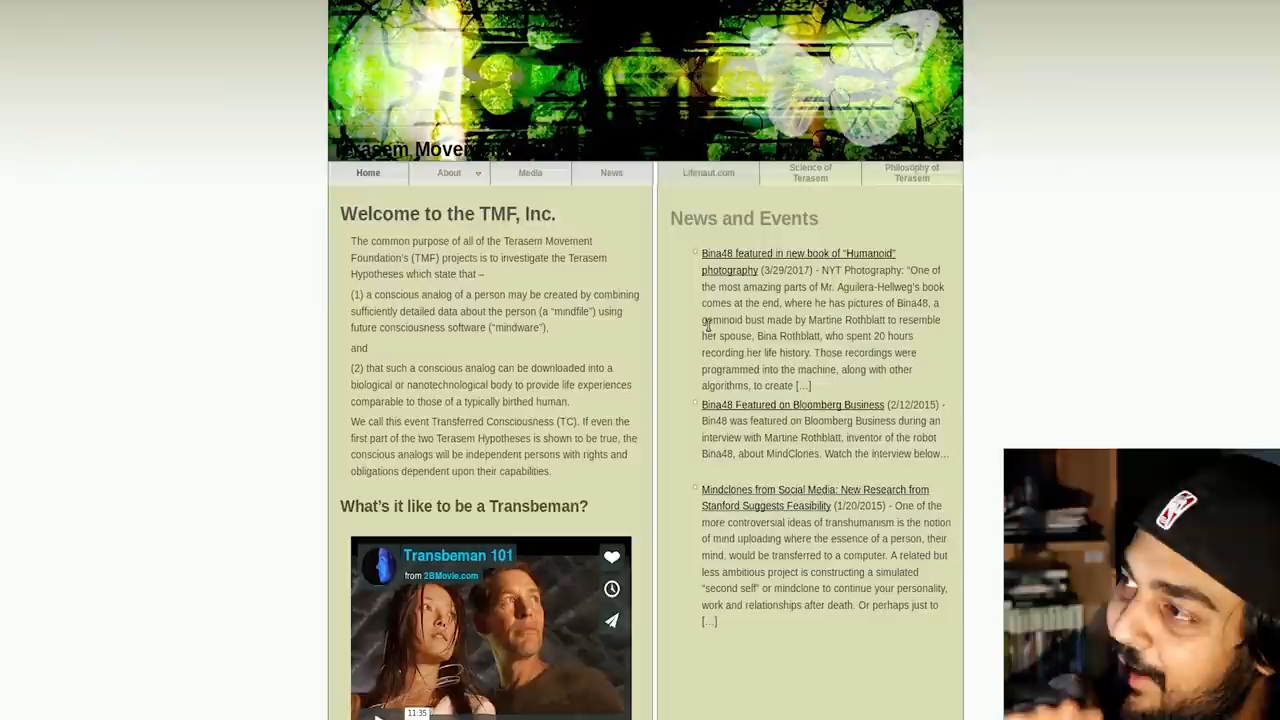 Terasem Movem
Home
About
Media
News
Lifenaut.com
Science of
Terasem
Philosophy of
Terasem
Welcome to the TMF, Inc.
The common purpose of all of the Terasem Movement
Foundation's (TMF) projects is to investigate the Terasem
Hypotheses which state that –
(1) a conscious analog of a person may be created by combining
sufficiently detailed data about the person (a “mindfile”) using
future consciousness software (“mindware”),
and
(2) that such a conscious analog can be downloaded into a
biological or nanotechnological body to provide life experiences
comparable to those of a typically birthed human.
We call this event Transferred Consciousness (TC). If even the
first part of the two Terasem Hypotheses is shown to be true, the
conscious analogs will be independent persons with rights and
obligations dependent upon their capabilities.
What's it like to be a Transbeman?
Transbeman 101
from 2BMovie.com
11:35
News and Events
Bina48 featured in new book of “Humanoid”
photography (3/29/2017) - NYT Photography: “One of
the most amazing parts of Mr. Aguilera-Hellweg's book
comes at the end, where he has pictures of Bina48, a
geminoid bust made by Martine Rothblatt to resemble
her spouse, Bina Rothblatt, who spent 20 hours
recording her life history. Those recordings were
programmed into the machine, along with other
algorithms, to create […]
Bina48 Featured on Bloomberg Business (2/12/2015) -
Bin48 was featured on Bloomberg Business during an
interview with Martine Rothblatt, inventor of the robot
Bina48, about MindClones. Watch the interview below…
Mindclones from Social Media: New Research from
Stanford Suggests Feasibility (1/20/2015) - One of the
more controversial ideas of transhumanism is the notion
of mind uploading where the essence of a person, their
mind, would be transferred to a computer. A related but
less ambitious project is constructing a simulated
“second self” or mindclone to continue your personality,
work and relationships after death. Or perhaps just to
[…]